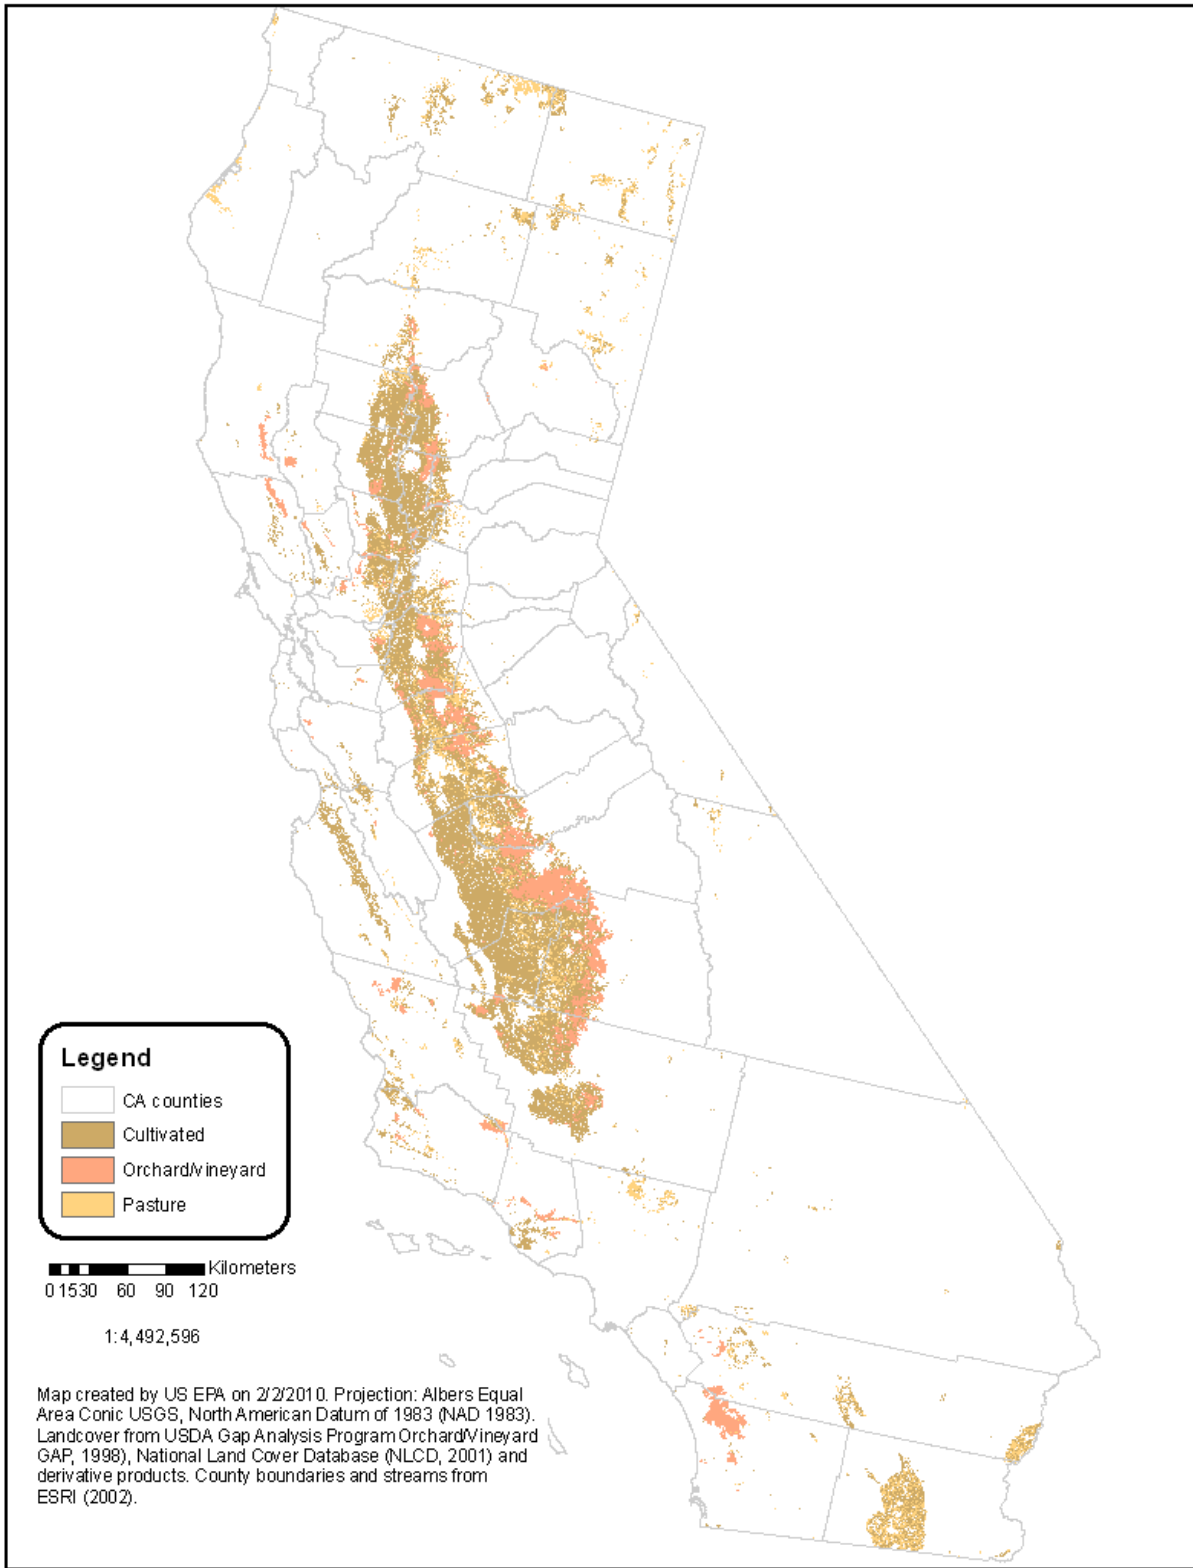 Legend
CA counties
Cultivated
Orchard/vineyard
Pasture
Kilometers
0 15 30 60 90 120
1:4,492,596
Map created by US EPA on 2/2/2010. Projection: Albers Equal
Area Conic USGS, North American Datum of 1983 (NAD 1983).
Landcover from USDA Gap Analysis Program Orchard/Vineyard
GAP, 1998), National Land Cover Database (NLCD, 2001) and
derivative products. County boundaries and streams from
ESRI (2002).